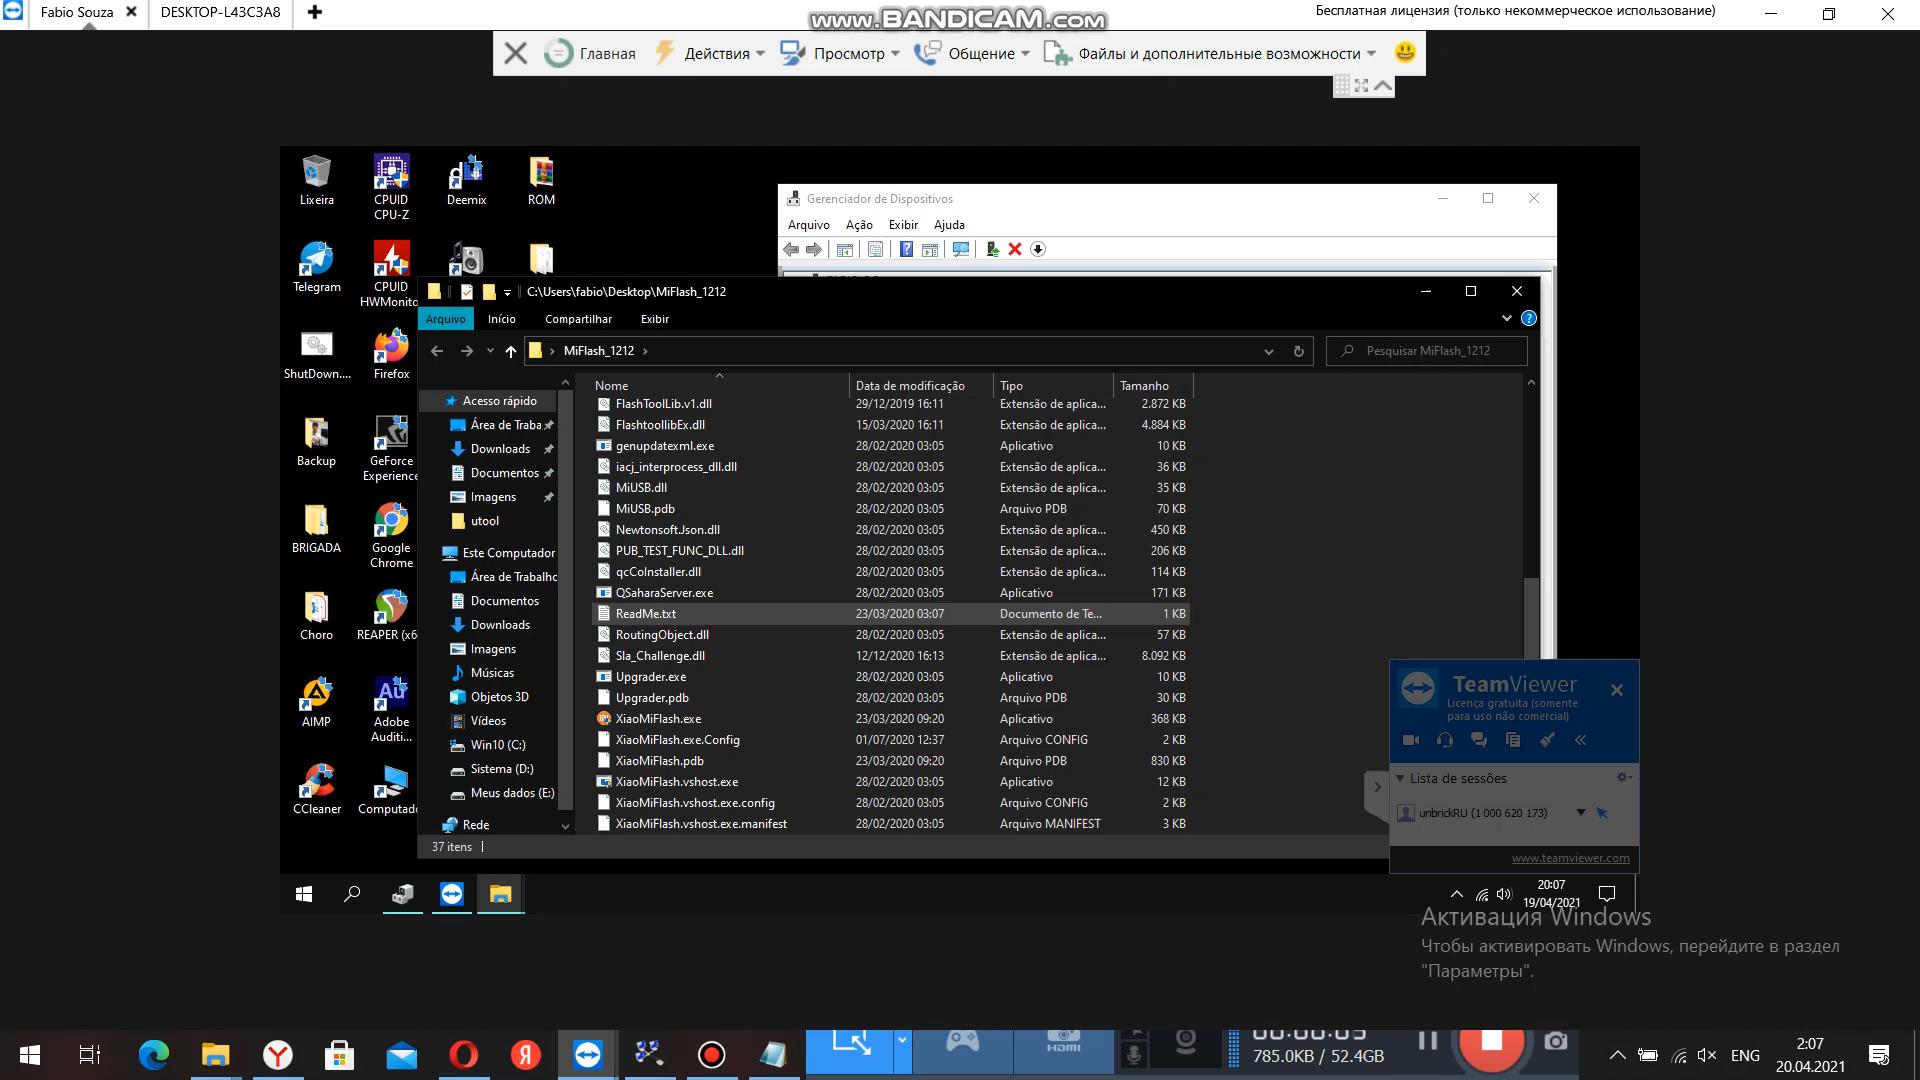 Fabio Souza
DESKTOP-L43C3A8
www.BANDICAM.com
Бесплатная лицензия (только некоммерческое использование)
Главная
Действия
Просмотр
Общение
Файлы и дополнительные возможности
Lixeira
CPUID
CPU-Z
Deemix
ROM
Telegram
CPUID
HWMonito
ShutDown....
Firefox
Backup
GeForce
Experience
BRIGADA
Google
Chrome
Choro
REAPER (x6
AIMP
Adobe
Auditi...
CCleaner
Computado
Gerenciador de Dispositivos
Arquivo
Ação
Exibir
Ajuda
C:\Users\fabio\Desktop\MiFlash_1212
Arquivo
Início
Compartilhar
Exibir
MiFlash_1212
Pesquisar MiFlash_1212
Acesso rápido
Área de Traba
Downloads
Documentos
Imagens
utool
Este Computador
Área de Trabalho
Documentos
Downloads
Imagens
Músicas
Objetos 3D
Vídeos
Win10 (C:)
Sistema (D:)
Meus dados (E:)
Rede
Nome Data de modificação Tipo Tamanho
FlashToolLib.v1.dll 29/12/2019 16:11 Extensão de aplica... 2.872 KB
FlashtoollibEx.dll 15/03/2020 16:11 Extensão de aplica... 4.884 KB
genupdatexml.exe 28/02/2020 03:05 Aplicativo 10 KB
iacj_interprocess_dll.dll 28/02/2020 03:05 Extensão de aplica... 36 KB
MiUSB.dll 28/02/2020 03:05 Extensão de aplica... 35 KB
MiUSB.pdb 28/02/2020 03:05 Arquivo PDB 70 KB
Newtonsoft.Json.dll 28/02/2020 03:05 Extensão de aplica... 450 KB
PUB_TEST_FUNC_DLL.dll 28/02/2020 03:05 Extensão de aplica... 206 KB
qcCoInstaller.dll 28/02/2020 03:05 Extensão de aplica... 114 KB
QSaharaServer.exe 28/02/2020 03:05 Aplicativo 171 KB
ReadMe.txt 23/03/2020 03:07 Documento de Te... 1 KB
RoutingObject.dll 28/02/2020 03:05 Extensão de aplica... 57 KB
Sla_Challenge.dll 12/12/2020 16:13 Extensão de aplica... 8.092 KB
Upgrader.exe 28/02/2020 03:05 Aplicativo 10 KB
Upgrader.pdb 28/02/2020 03:05 Arquivo PDB 30 KB
XiaoMiFlash.exe 23/03/2020 09:20 Aplicativo 368 KB
XiaoMiFlash.exe.Config 01/07/2020 12:37 Arquivo CONFIG 2 KB
XiaoMiFlash.pdb 23/03/2020 09:20 Arquivo PDB 830 KB
XiaoMiFlash.vshost.exe 28/02/2020 03:05 Aplicativo 12 KB
XiaoMiFlash.vshost.exe.config 28/02/2020 03:05 Arquivo CONFIG 2 KB
XiaoMiFlash.vshost.exe.manifest 28/02/2020 03:05 Arquivo MANIFEST 3 KB
37 itens
TeamViewer
Licença gratuita (somente
para uso não comercial)
Lista de sessões
unbrickRU (1 000 620 173)
www.teamviewer.com
20:07
19/04/2021
Активация Windows
Чтобы активировать Windows, перейдите в раздел
"Параметры".
HDMI
785.0KB / 52.4GB
ENG
2:07
20.04.2021